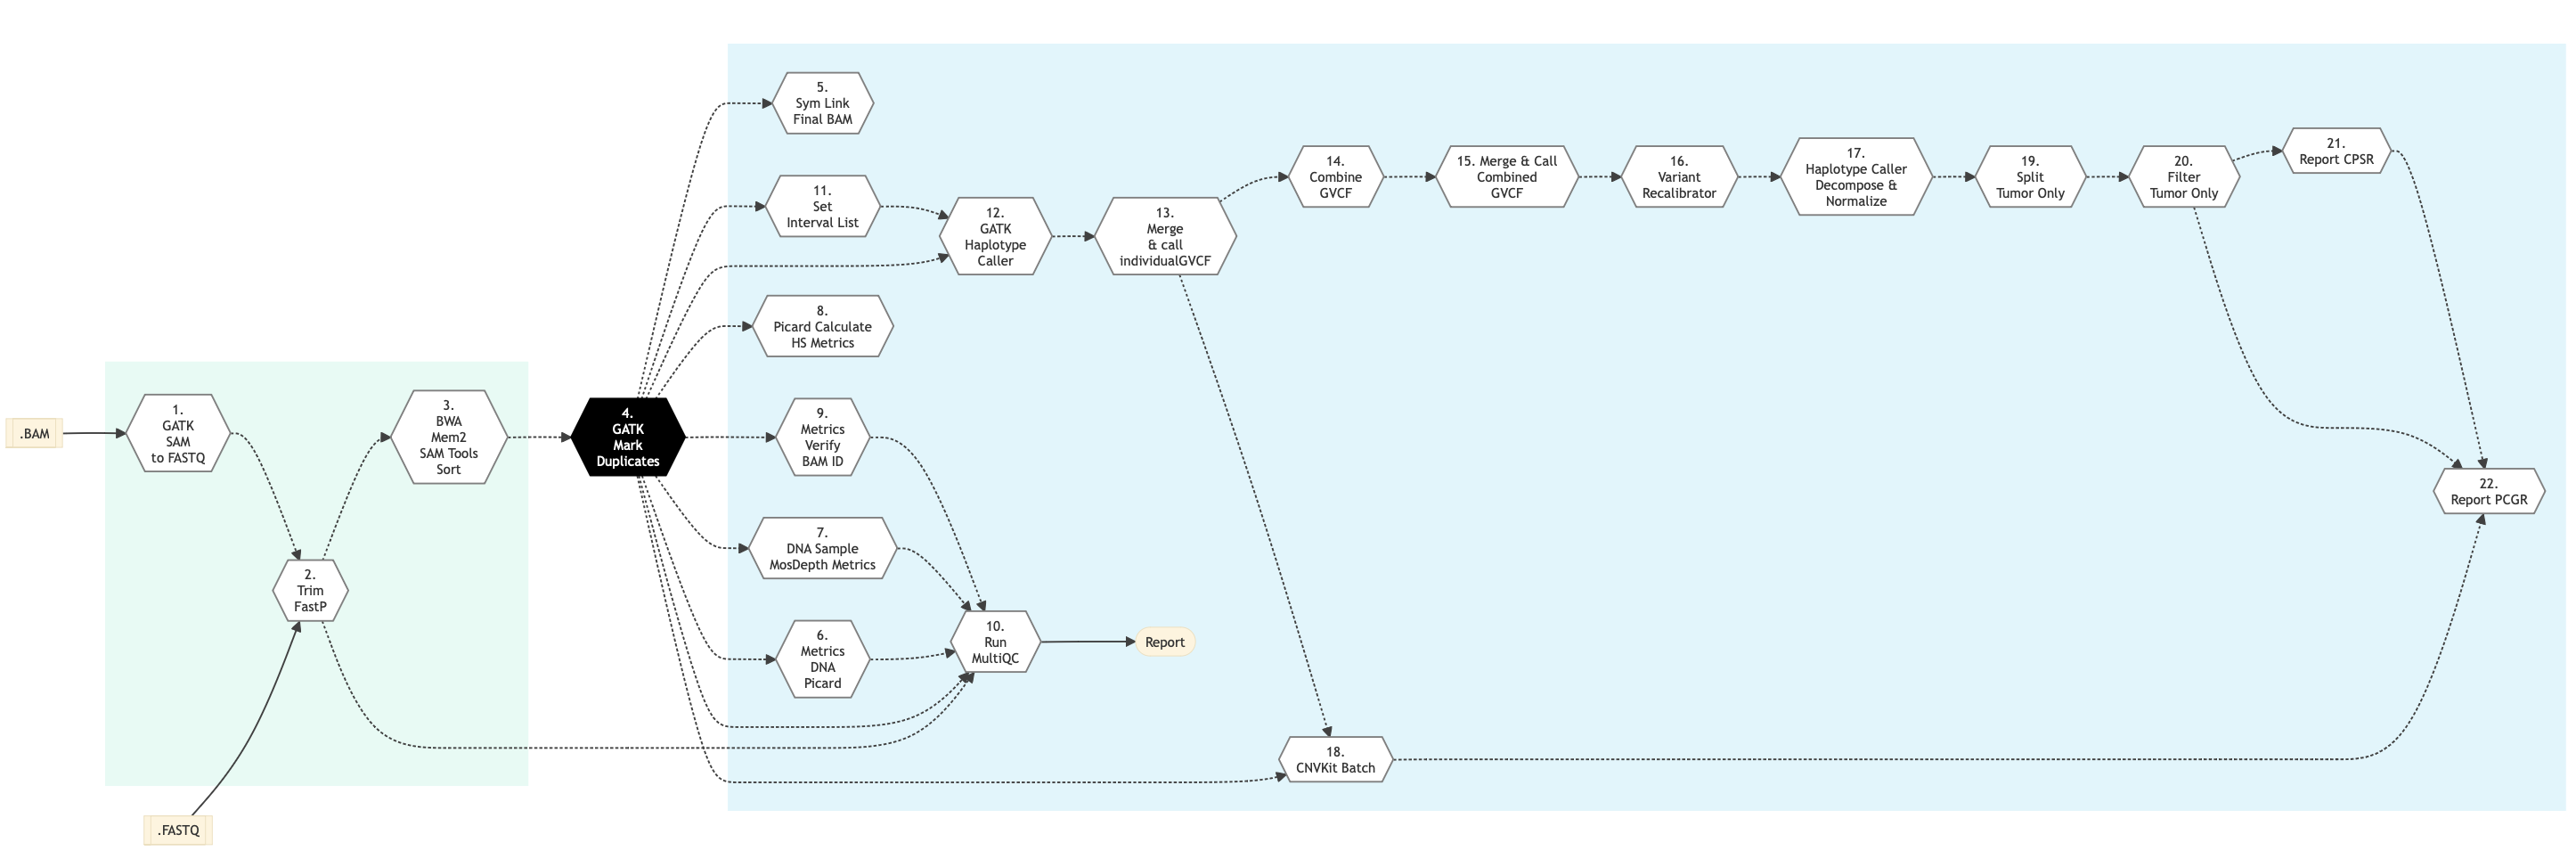 .BAM
1.
GATK
SAM
to FASTQ
.FASTQ
2.
Trim
FastP
3.
BWA
Mem2
SAM Tools
Sort
4.
GATK
Mark
Duplicates
5.
Sym Link
Final BAM
11.
Set
Interval List
8.
Picard Calculate
HS Metrics
9.
Metrics
Verify
BAM ID
7.
DNA Sample
MosDepth Metrics
6.
Metrics
DNA
Picard
12.
GATK
Haplotype
Caller
10.
Run
MultiQC
Report
13.
Merge
& call
individualGVCF
14.
Combine
GVCF
15. Merge & Call
Combined
GVCF
16.
Variant
Recalibrator
17.
Haplotype Caller
Decompose &
Normalize
18.
CNVKit Batch
19.
Split
Tumor Only
20.
Filter
Tumor Only
21.
Report CPSR
22.
Report PCGR